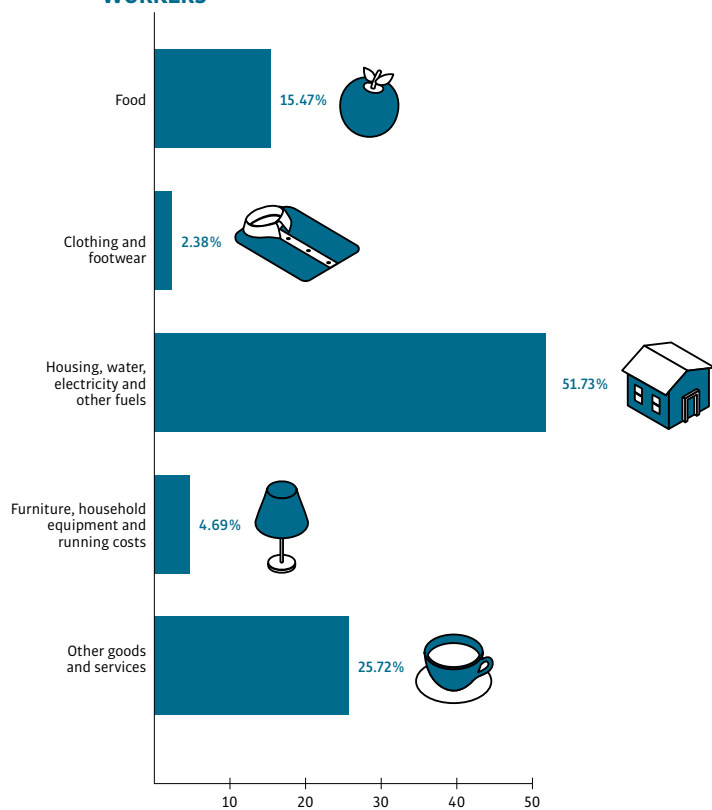 WORKERS
Food
15.47%
Clothing and
footwear
2.38%
Housing, water,
electricity and
other fuels
51.73%
Furniture, household
equipment and
running costs
4.69%
Other goods
and services
25.72%
10 20 30 40 50